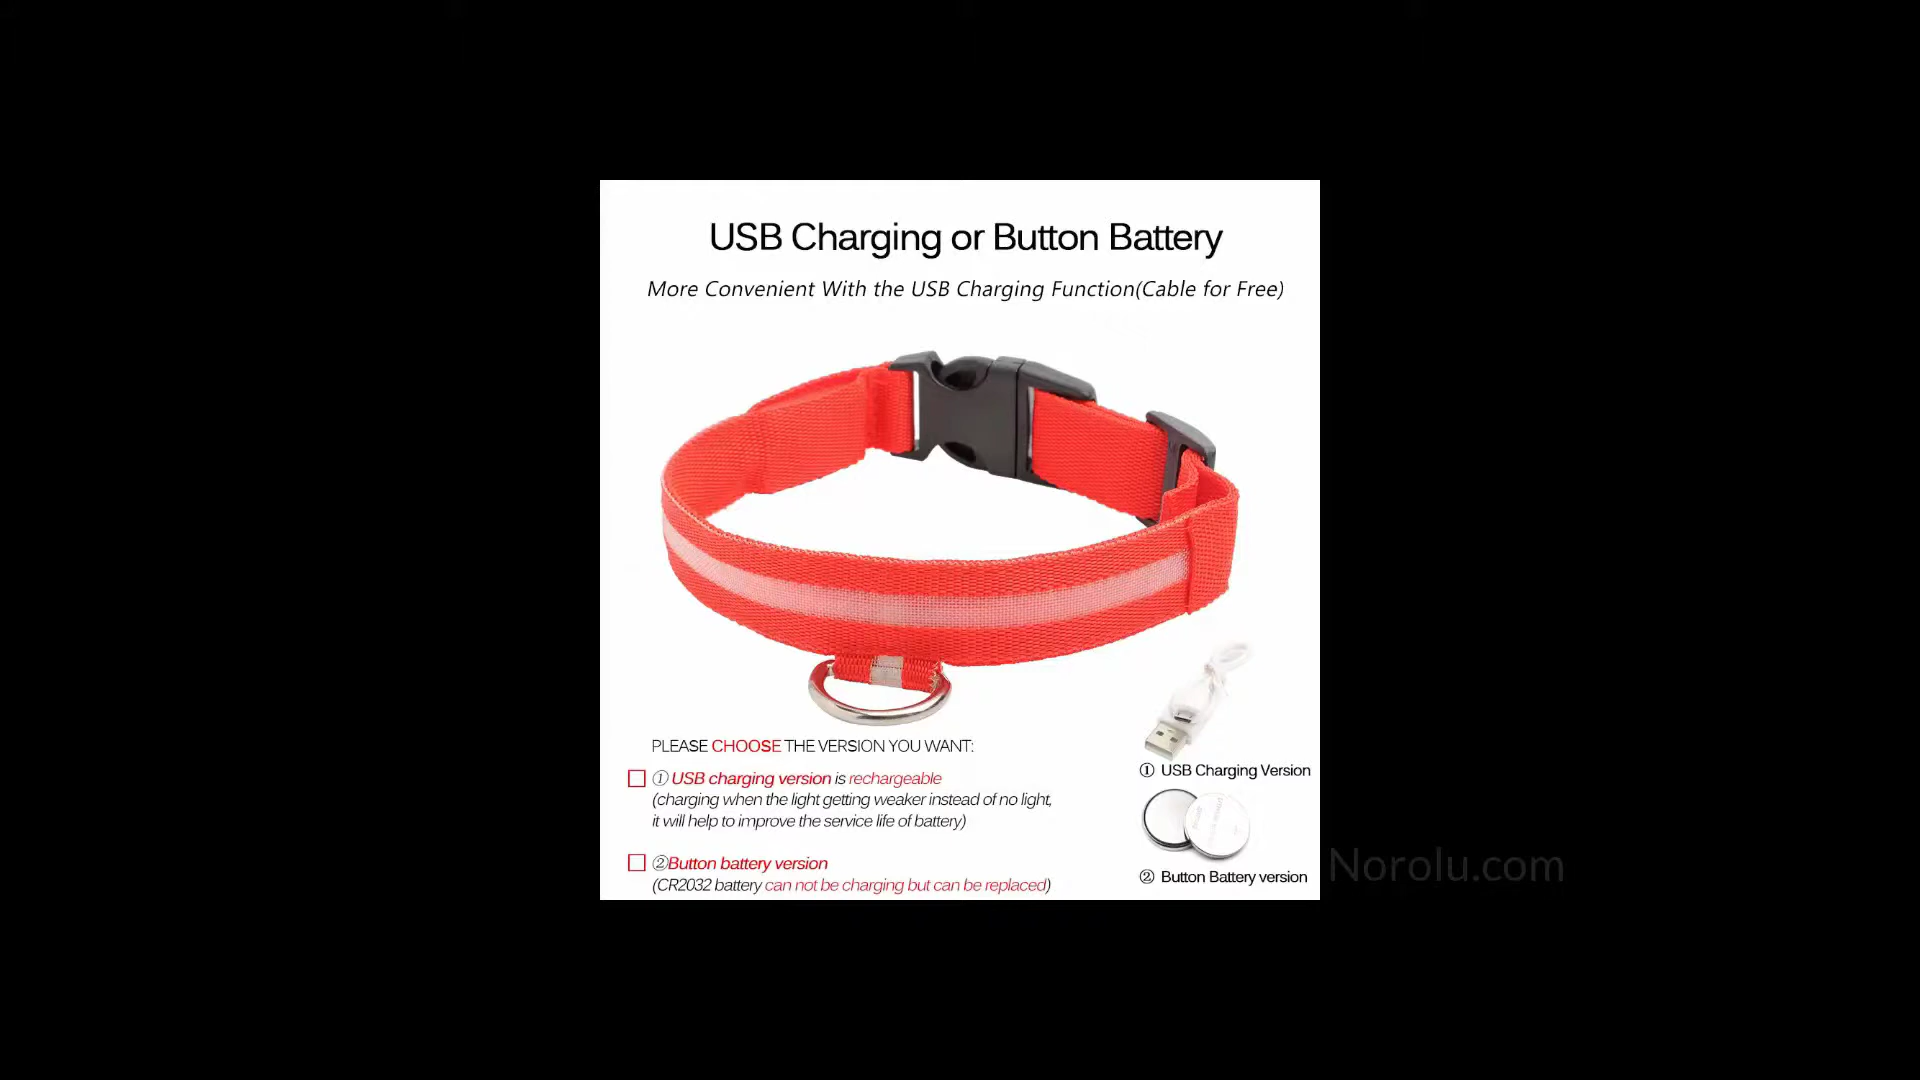 USB Charging or Button Battery
More Convenient With the USB Charging Function(Cable for Free)
PLEASE CHOOSE THE VERSION YOU WANT:
① USB charging version is rechargeable
(charging when the light getting weaker instead of no light,
it will help to improve the service life of battery)
②Button battery version
(CR2032 battery can not be charging but can be replaced)
① USB Charging Version
② Button Battery version
Norolu.com